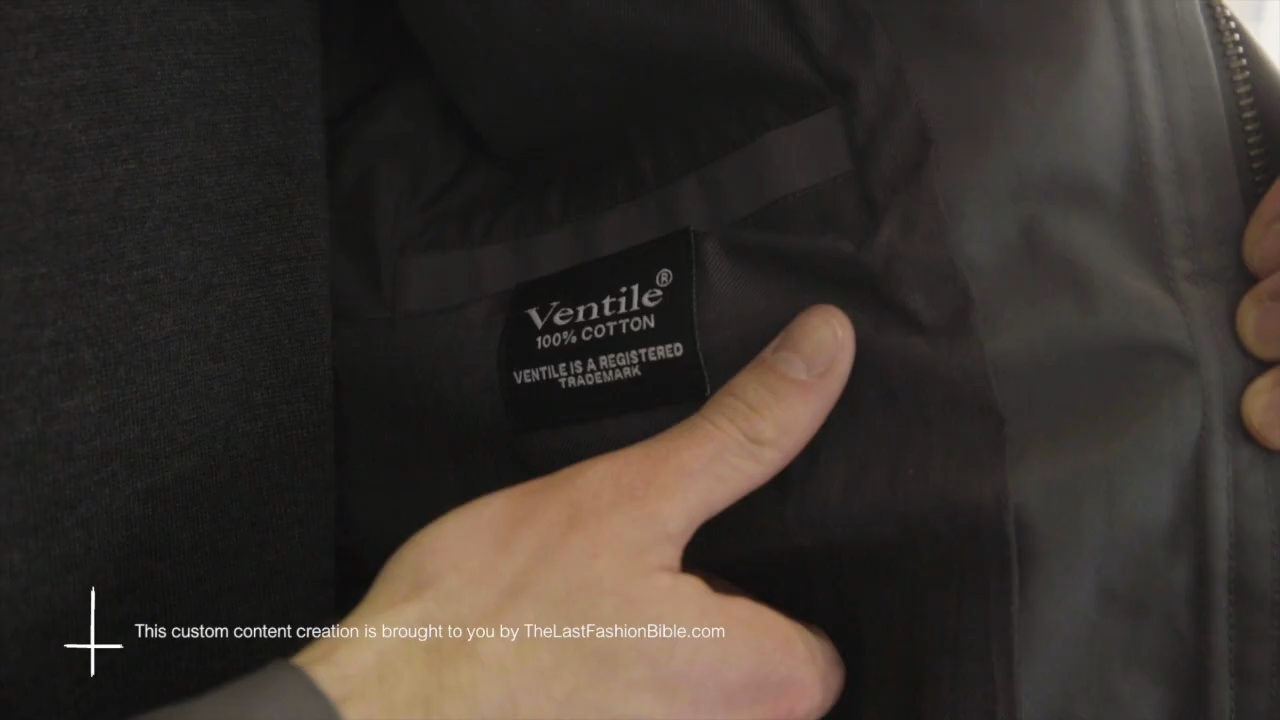 Ventile®
100% COTTON
VENTILE IS A REGISTERED
TRADEMARK
This custom content creation is brought to you by TheLastFashionBible.com